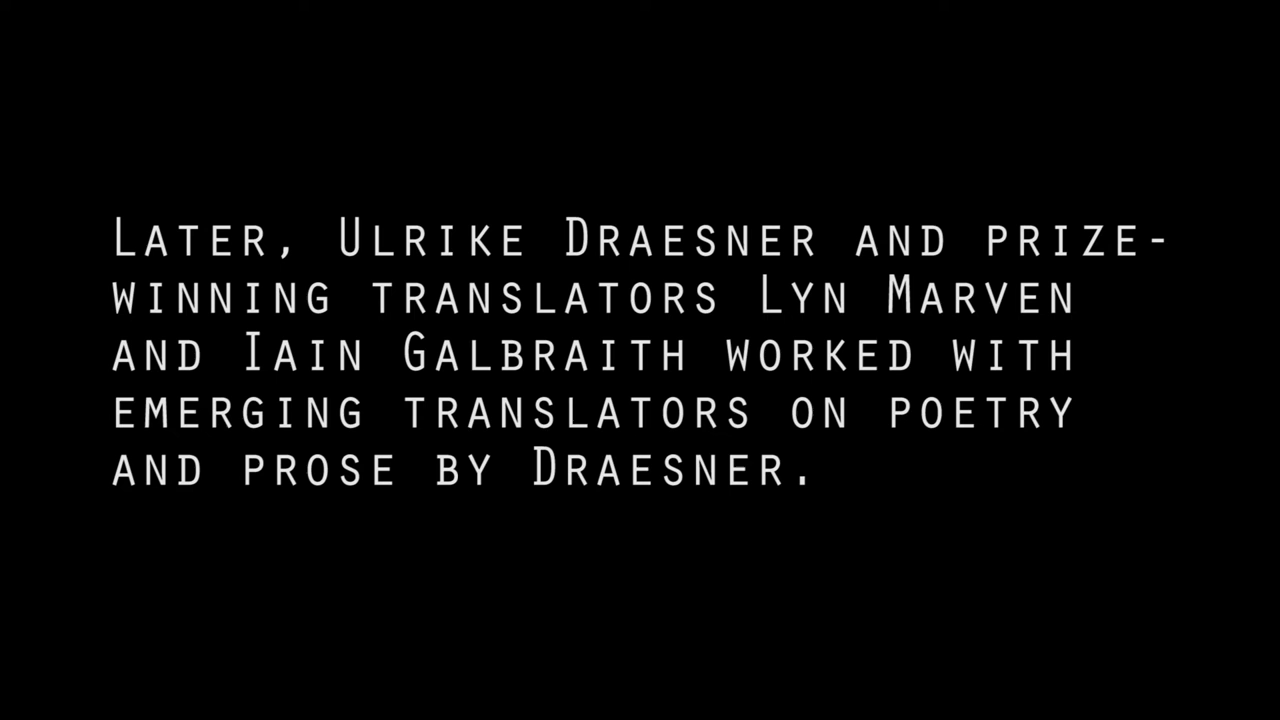 Later, Ulrike Draesner and prize-
winning translators Lyn Marven
and Iain Galbraith worked with
emerging translators on poetry
and prose by Draesner.